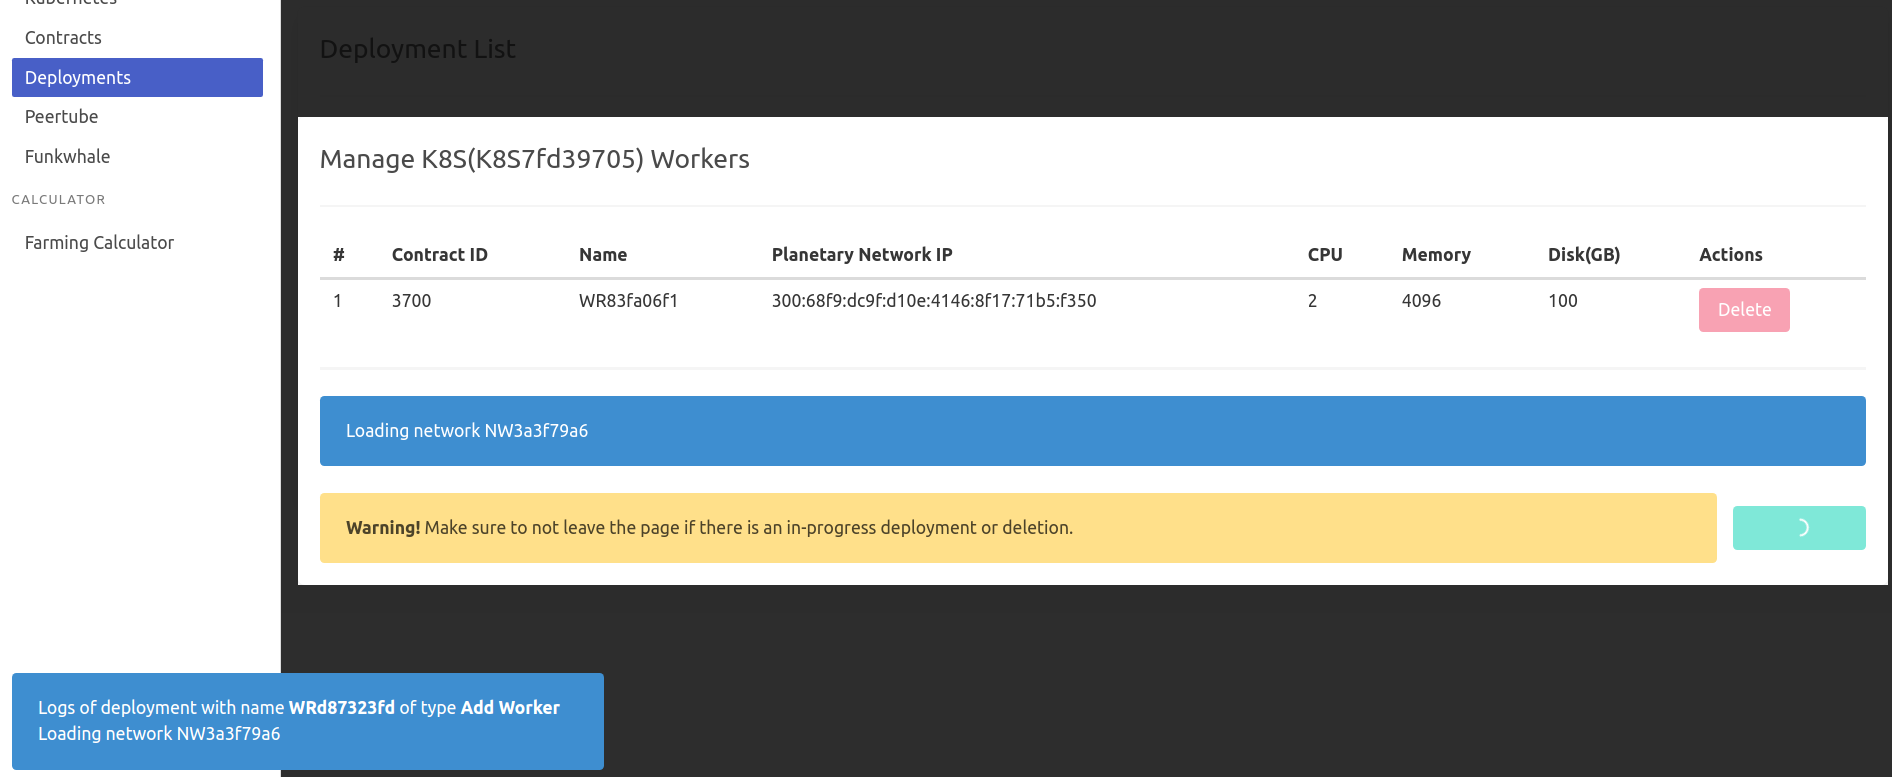 Kubernetes
Contracts
Deployments
Peertube
Funkwhale
CALCULATOR
Farming Calculator
Deployment List
Manage K8S(K8S7fd39705) Workers
# Contract ID Name Planetary Network IP CPU Memory Disk(GB) Actions
1 3700 WR83fa06f1 300:68f9:dc9f:d10e:4146:8f17:71b5:f350 2 4096 100 Delete
Loading network NW3a3f79a6
Warning! Make sure to not leave the page if there is an in-progress deployment or deletion.
Logs of deployment with name WRd87323fd of type Add Worker
Loading network NW3a3f79a6